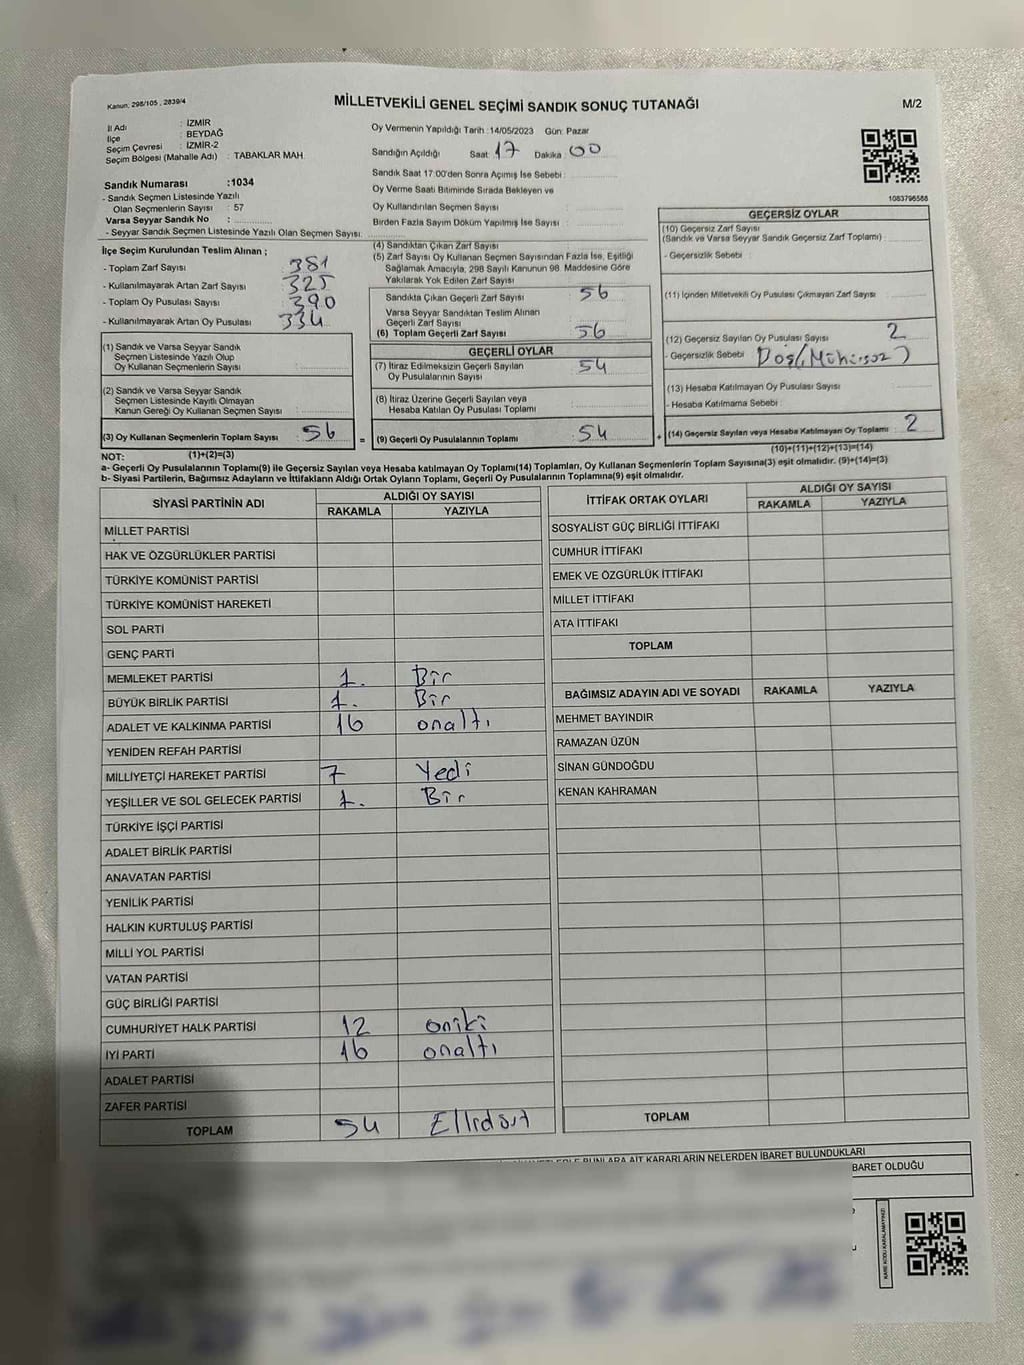 Kanun: 298/105 , 2839/4
MİLLETVEKİLİ GENEL SEÇİMİ SANDIK SONUÇ TUTANAĞI
M/2
İl Adı : İZMİR
İlçe : BEYDAĞ
Seçim Çevresi : İZMİR-2
Seçim Bölgesi (Mahalle Adı) : TABAKLAR MAH.
Oy Vermenin Yapıldığı Tarih :14/05/2023 Gün: Pazar
Sandığın Açıldığı Saat: 17 Dakika: 00
Sandık Saat 17:00'den Sonra Açımış İse Sebebi :
Oy Verme Saati Bitiminde Sırada Bekleyen ve
Oy Kullandırılan Seçmen Sayısı :
Birden Fazla Sayım Döküm Yapılmış İse Sayısı :
1083796568
Sandık Numarası :1034
- Sandık Seçmen Listesinde Yazılı
Olan Seçmenlerin Sayısı : 57
Varsa Seyyar Sandık No :
- Seyyar Sandık Listesinde Yazılı Olan Seçmen Sayısı:
İlçe Seçim Kurulundan Teslim Alınan ;
- Toplam Zarf Sayısı : 381
- Kullanılmayarak Artan Zarf Sayısı : 325
- Toplam Oy Pusulası Sayısı : 390
- Kullanılmayarak Artan Oy Pusulası : 334
(1) Sandık ve Varsa Seyyar Sandık
Seçmen Listesinde Yazılı Olup
Oy Kullanan Seçmenlerin Sayısı :
(2) Sandık ve Varsa Seyyar Sandık
Seçmen Listesinde Kayıtlı Olmayan
Kanun Gereği Oy Kullanan Seçmen Sayısı :
(3) Oy Kullanan Seçmenlerin Toplam Sayısı : 56
(1)+(2)=(3)
(4) Sandıktan Çıkan Zarf Sayısı :
(5) Zarf Sayısı Oy Kullanan Seçmen Sayısından Fazla İse, Eşitliği
Sağlamak Amacıyla, 298 Sayılı Kanunun 98. Maddesine Göre
Yakılarak Yok Edilen Zarf Sayısı :
Sandıkta Çıkan Geçerli Zarf Sayısı : 56
Varsa Seyyar Sandıktan Teslim Alınan
Geçerli Zarf Sayısı :
(6) Toplam Geçerli Zarf Sayısı : 56
GEÇERLİ OYLAR
(7) İtiraz Edilmeksizin Geçerli Sayılan
Oy Pusulalarının Sayısı : 54
(8) İtiraz Üzerine Geçerli Sayılan veya
Hesaba Katılan Oy Pusulası Toplamı :
= (9) Geçerli Oy Pusulalarının Toplamı : 54
GEÇERSİZ OYLAR
(10) Geçersiz Zarf Sayısı
(Sandık ve Varsa Seyyar Sandık Geçersiz Zarf Toplamı) :
- Geçersizlik Sebebi :
(11) İçinden Milletvekili Oy Pusulası Çıkmayan Zarf Sayısı :
(12) Geçersiz Sayılan Oy Pusulası Sayısı : 2
- Geçersizlik Sebebi : Boş(Mühürsüz)
(13) Hesaba Katılmayan Oy Pusulası Sayısı :
- Hesaba Katılmama Sebebi :
+ (14) Geçersiz Sayılan veya Hesaba Katılmayan Oy Toplamı : 2
(10)+(11)+(12)+(13)=(14)
NOT:
a- Geçerli Oy Pusulalarının Toplamı(9) ile Geçersiz Sayılan veya Hesaba katılmayan Oy Toplamı(14) Toplamları, Oy Kullanan Seçmenlerin Toplam Sayısına(3) eşit olmalıdır. (9)+(14)=(3)
b- Siyasi Partilerin, Bağımsız Adayların ve İttifakların Aldığı Ortak Oyların Toplamı, Geçerli Oy Pusulalarının Toplamına(9) eşit olmalıdır.
SİYASİ PARTİNİN ADI ALDIĞI OY SAYISI
RAKAMLA YAZIYLA
MİLLET PARTİSİ
HAK VE ÖZGÜRLÜKLER PARTİSİ
TÜRKİYE KOMÜNİST PARTİSİ
TÜRKİYE KOMÜNİST HAREKETİ
SOL PARTİ
GENÇ PARTİ
MEMLEKET PARTİSİ 1. Bir
BÜYÜK BİRLİK PARTİSİ 1. Bir
ADALET VE KALKINMA PARTİSİ 16 onaltı
YENİDEN REFAH PARTİSİ
MİLLİYETÇİ HAREKET PARTİSİ 7 Yedi
YEŞİLLER VE SOL GELECEK PARTİSİ 1. Bir
TÜRKİYE İŞÇİ PARTİSİ
ADALET BİRLİK PARTİSİ
ANAVATAN PARTİSİ
YENİLİK PARTİSİ
HALKIN KURTULUŞ PARTİSİ
MİLLİ YOL PARTİSİ
VATAN PARTİSİ
GÜÇ BİRLİĞİ PARTİSİ
CUMHURİYET HALK PARTİSİ 12 oniki
İYİ PARTİ 16 onaltı
ADALET PARTİSİ
ZAFER PARTİSİ
TOPLAM 54 Ellidört
İTTİFAK ORTAK OYLARI ALDIĞI OY SAYISI
RAKAMLA YAZIYLA
SOSYALİST GÜÇ BİRLİĞİ İTTİFAKI
CUMHUR İTTİFAKI
EMEK VE ÖZGÜRLÜK İTTİFAKI
MİLLET İTTİFAKI
ATA İTTİFAKI
TOPLAM
BAĞIMSIZ ADAYIN ADI VE SOYADI RAKAMLA YAZIYLA
MEHMET BAYINDIR
RAMAZAN ÜZÜN
SİNAN GÜNDOĞDU
KENAN KAHRAMAN
TOPLAM
BUNLARA AİT KARARLARIN NELERDEN İBARET BULUNDUKLARI
BARET OLDUĞU
KARE KODU KARALAMAYINIZ!